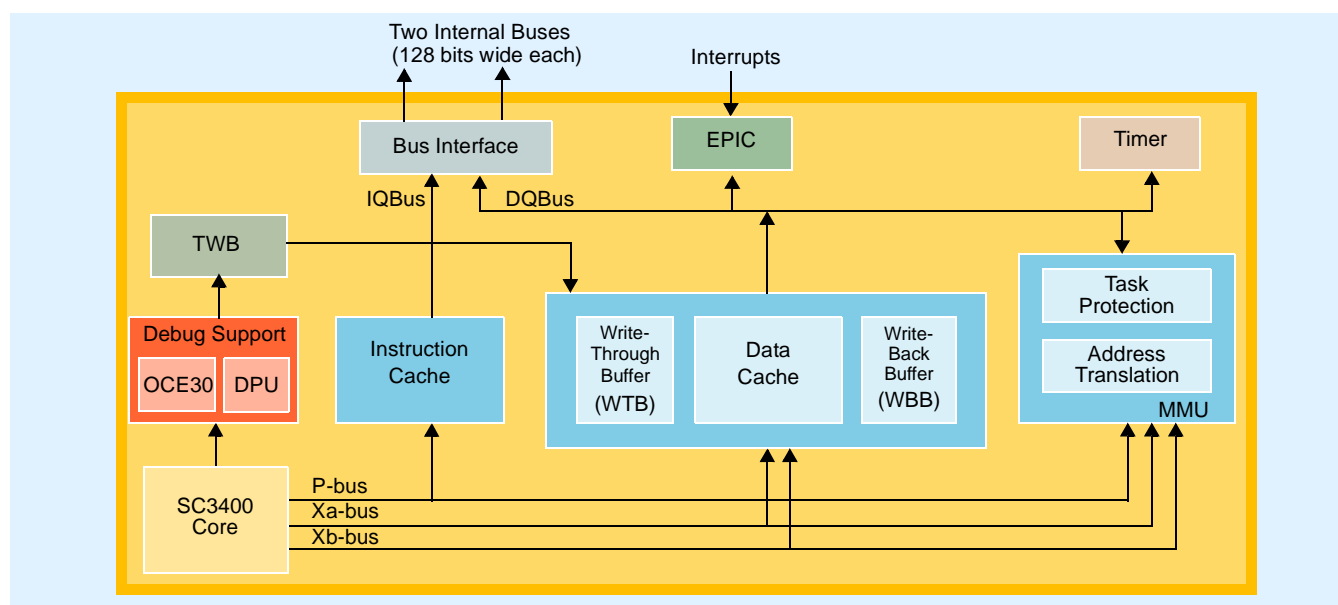 Two Internal Buses
(128 bits wide each)
Interrupts
Bus Interface
EPIC
Timer
IQBus
DQBus
TWB
Task
Protection
Debug Support
OCE30
DPU
Instruction
Cache
Write-
Through
Buffer
(WTB)
Data
Cache
Write-
Back
Buffer
(WBB)
Address
Translation
MMU
SC3400
Core
P-bus
Xa-bus
Xb-bus